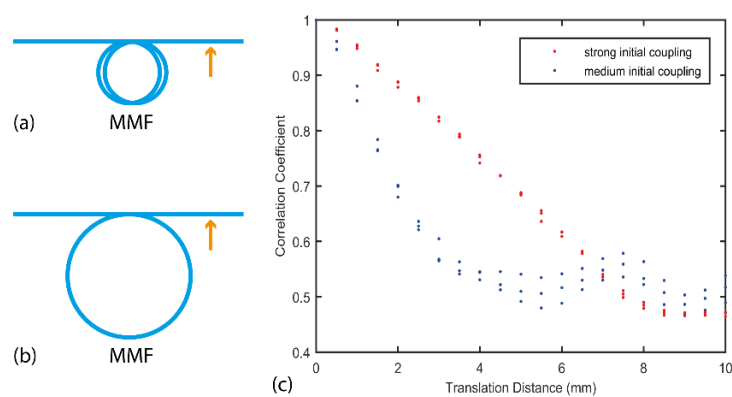 (a)
MMF
(b)
MMF
(c)
Correlation Coefficient
1
0.9
0.8
0.7
0.6
0.5
0.4
0
2
4
6
8
10
Translation Distance (mm)
strong initial coupling
medium initial coupling